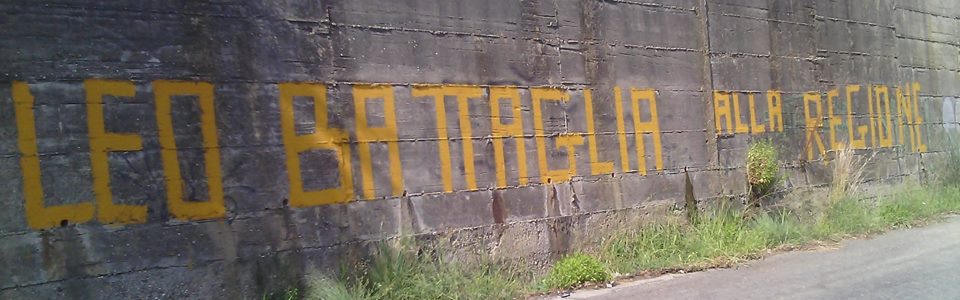 LEO BATTAGLIA ALLA REGIONE